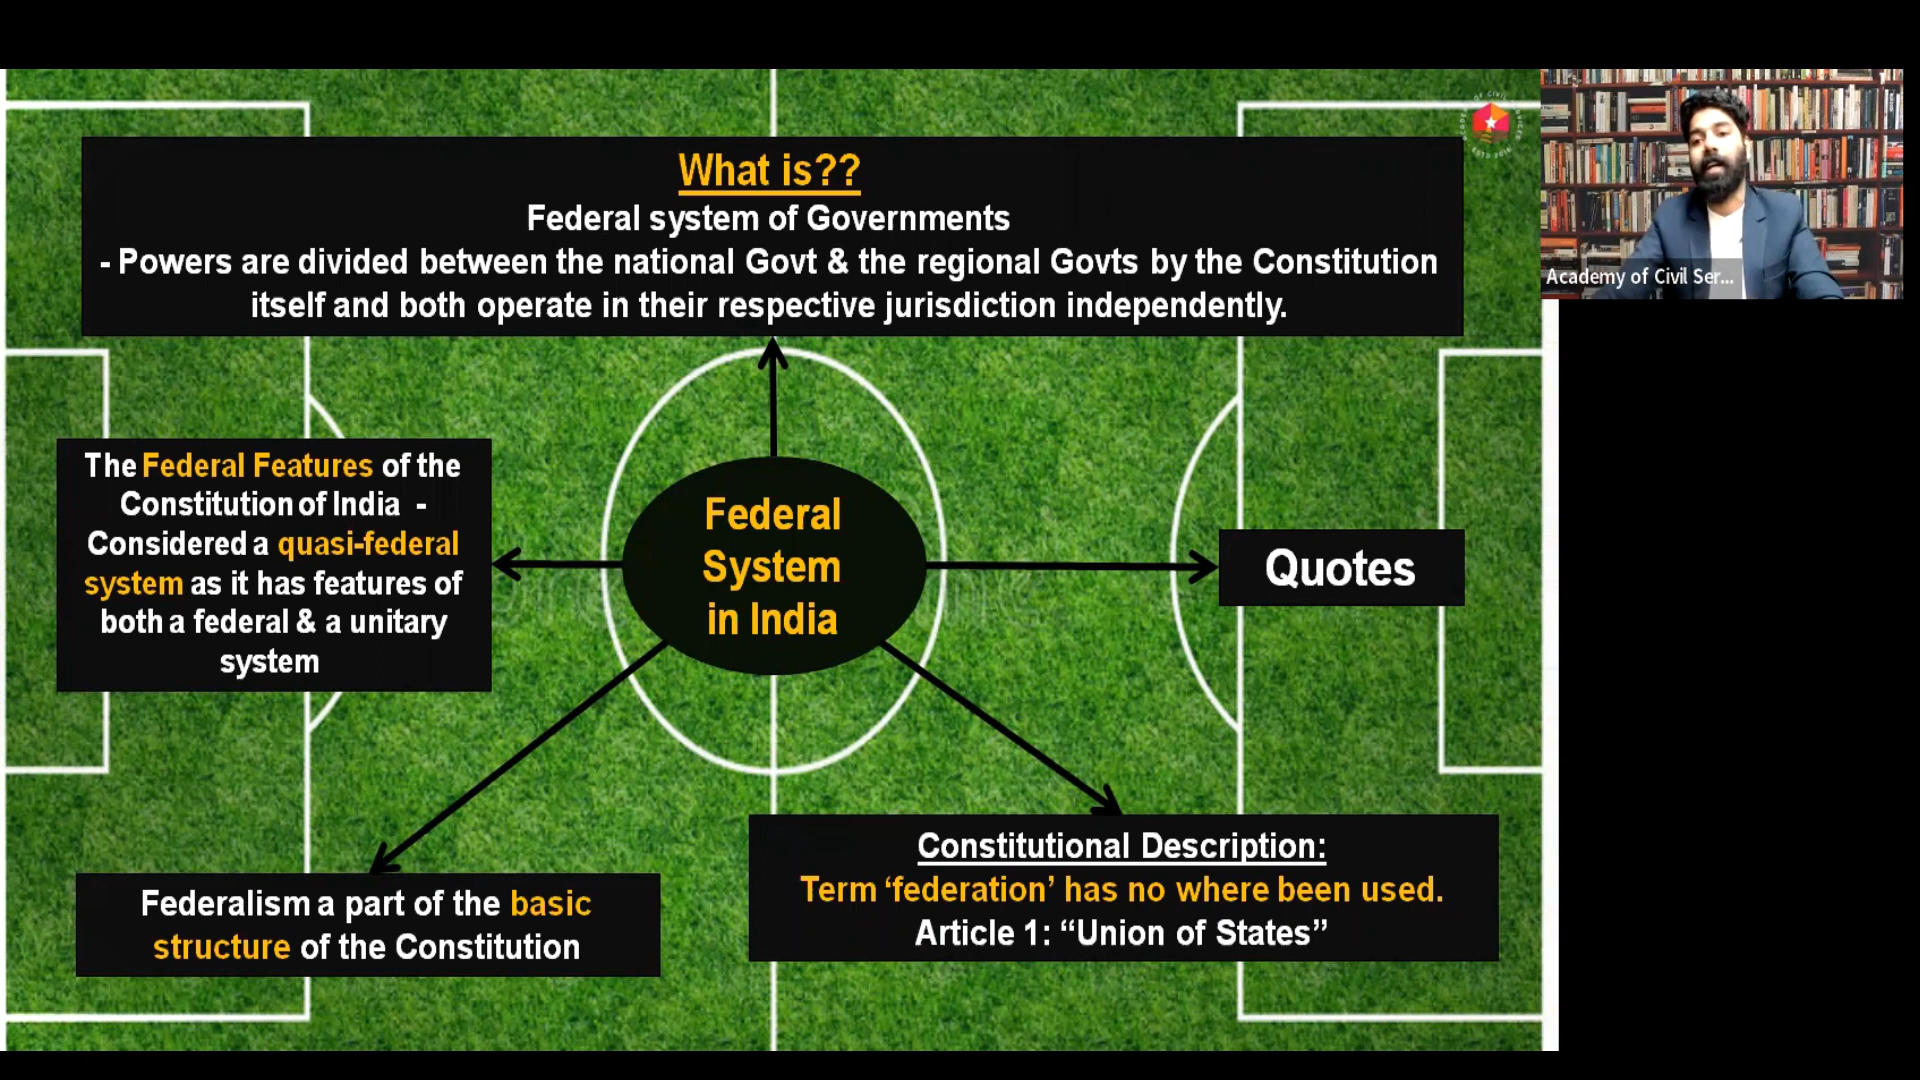 What is??
Federal system of Governments
- Powers are divided between the national Govt & the regional Govts by the Constitution
itself and both operate in their respective jurisdiction independently.
Academy of Civil Ser...
The Federal Features of the
Constitution of India -
Considered a quasi-federal
system as it has features of
both a federal & a unitary
system
Federal
System
in India
Quotes
Federalism a part of the basic
structure of the Constitution
Constitutional Description:
Term ‘federation’ has no where been used.
Article 1: “Union of States”